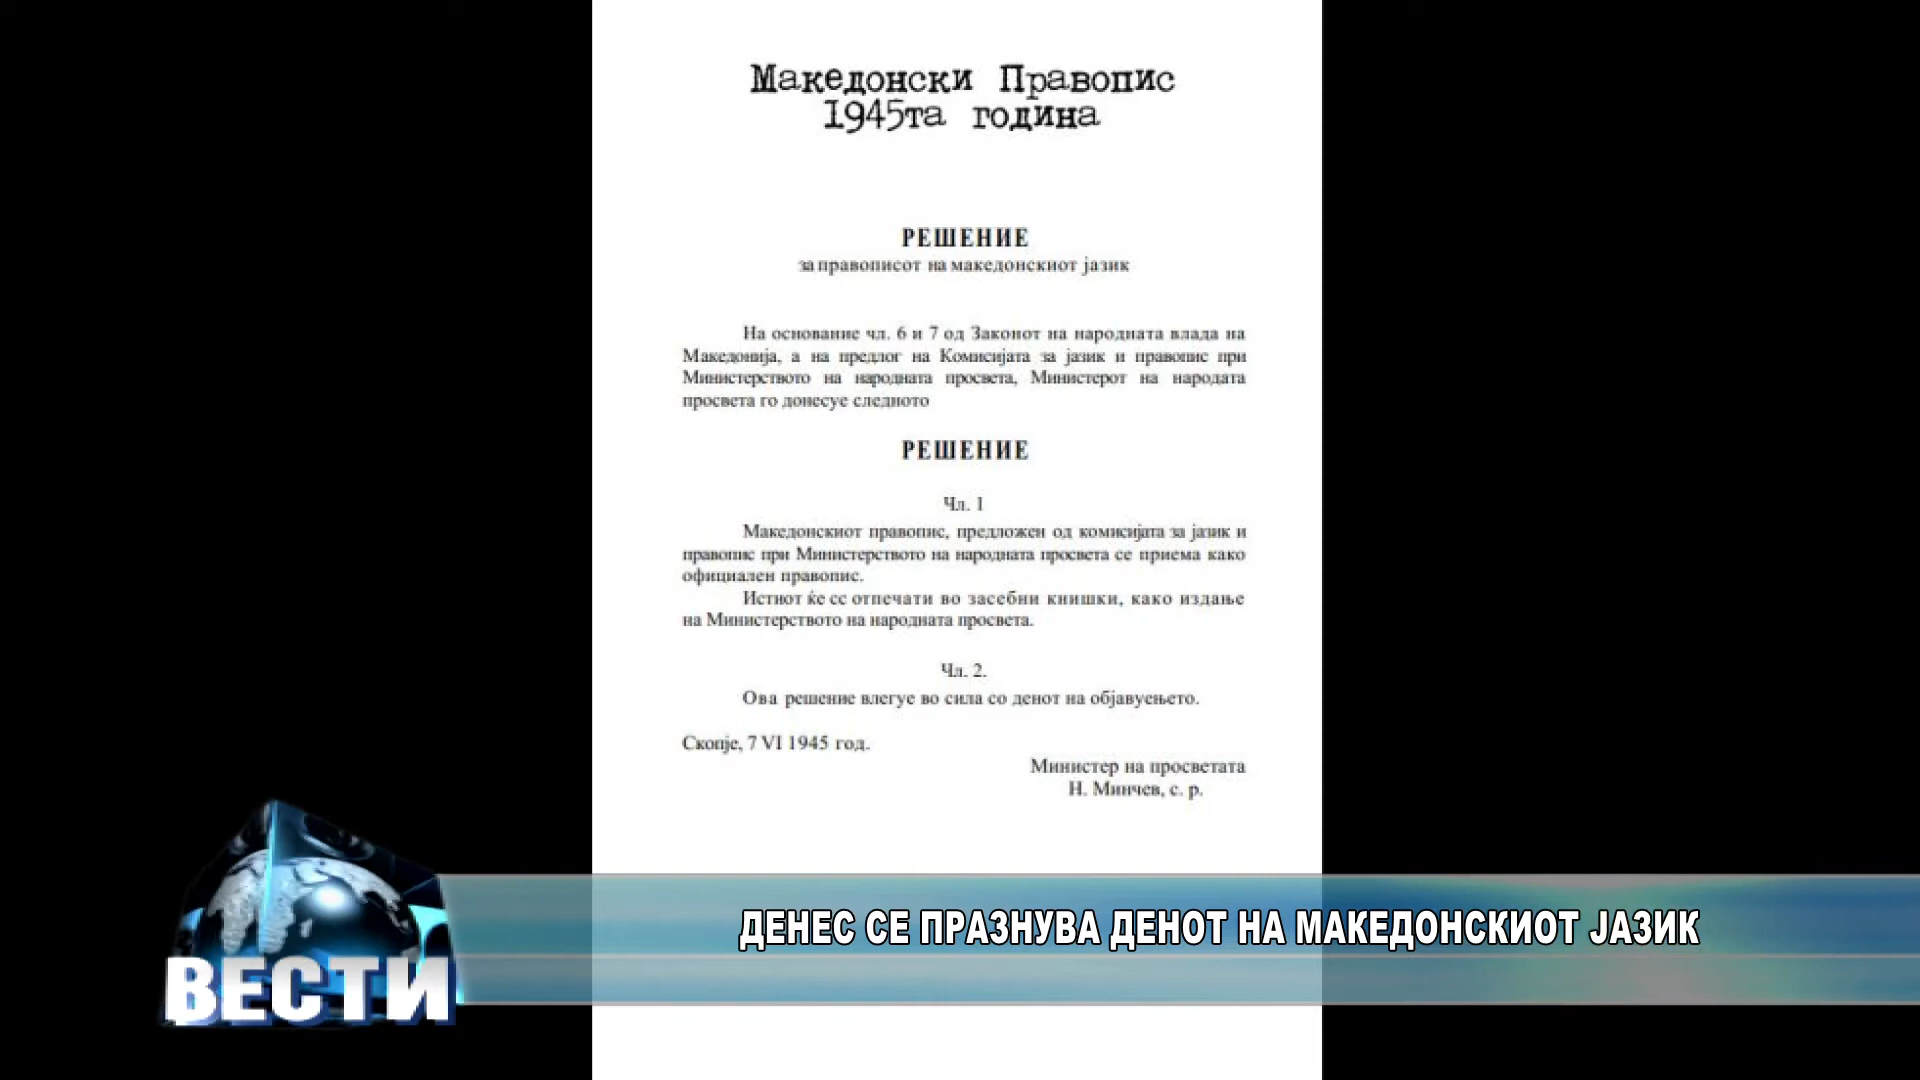 Македонски Правопис
1945та година
РЕШЕНИЕ
за правописот на македонскиот јазик
На основание чл. 6 и 7 од Законот на народната влада на
Македонија, а на предлог на Комисијата за јазик и правопис при
Министерството на народната просвета, Министерот на народата
просвета го донесуе следното
РЕШЕНИЕ
Чл. 1
Македонскиот правопис, предложен од комисијата за јазик и
правопис при Министерството на народната просвета се приема како
официален правопис.
Истиот ќе сс отпечати во засебни книшки, како издање
на Министерството на народната просвета.
Чл. 2.
Ова решение влегуе во сила со денот на објавуењето.
Скопје, 7 VI 1945 год.
Министер на просветата
Н. Минчев, с. р.
ДЕНЕС СЕ ПРАЗНУВА ДЕНОТ НА МАКЕДОНСКИОТ ЈАЗИК
ВЕСТИ